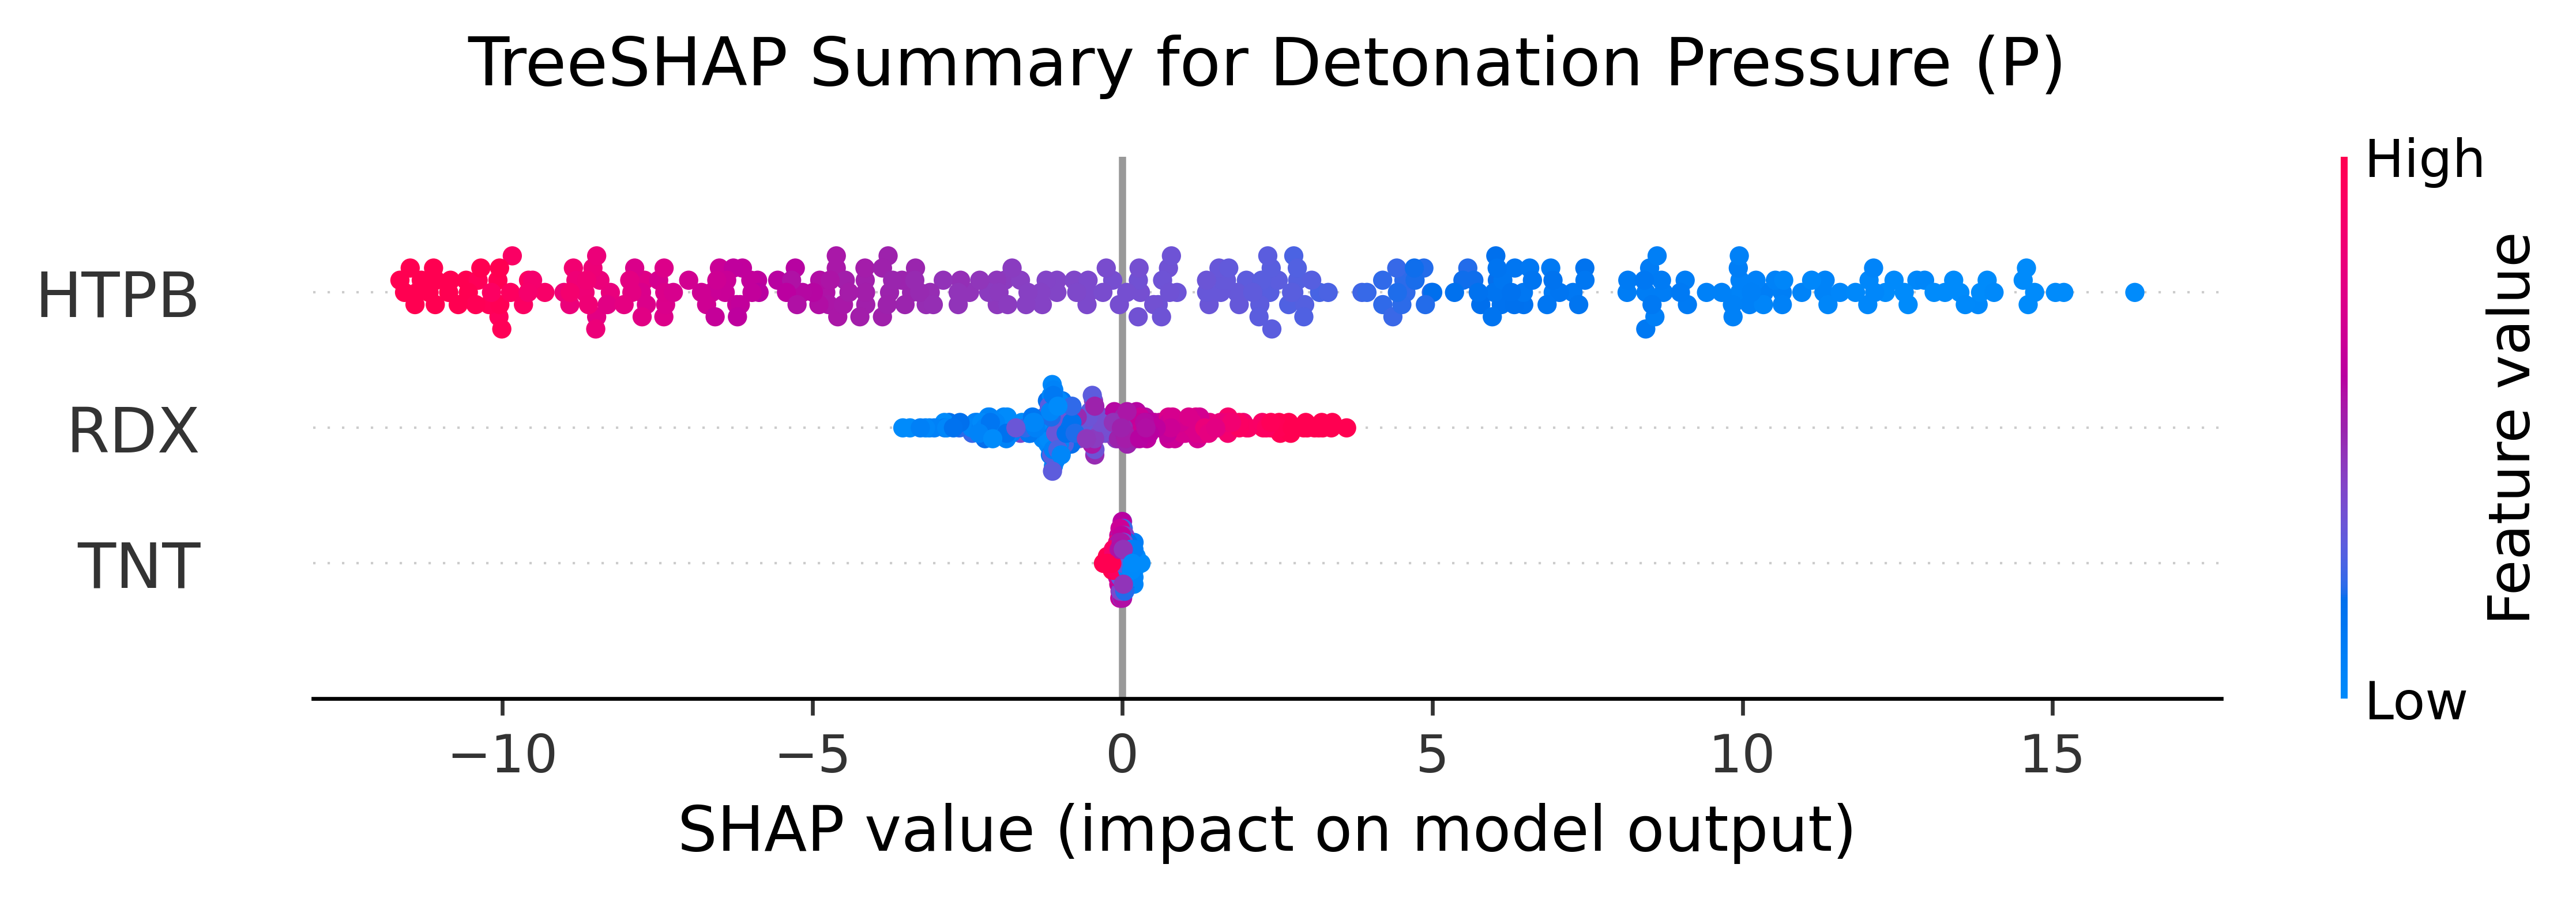 TreeSHAP Summary for Detonation Pressure (P)
High
HTPB
RDX
TNT
Feature value
Low
−10 −5 0 5 10 15
SHAP value (impact on model output)